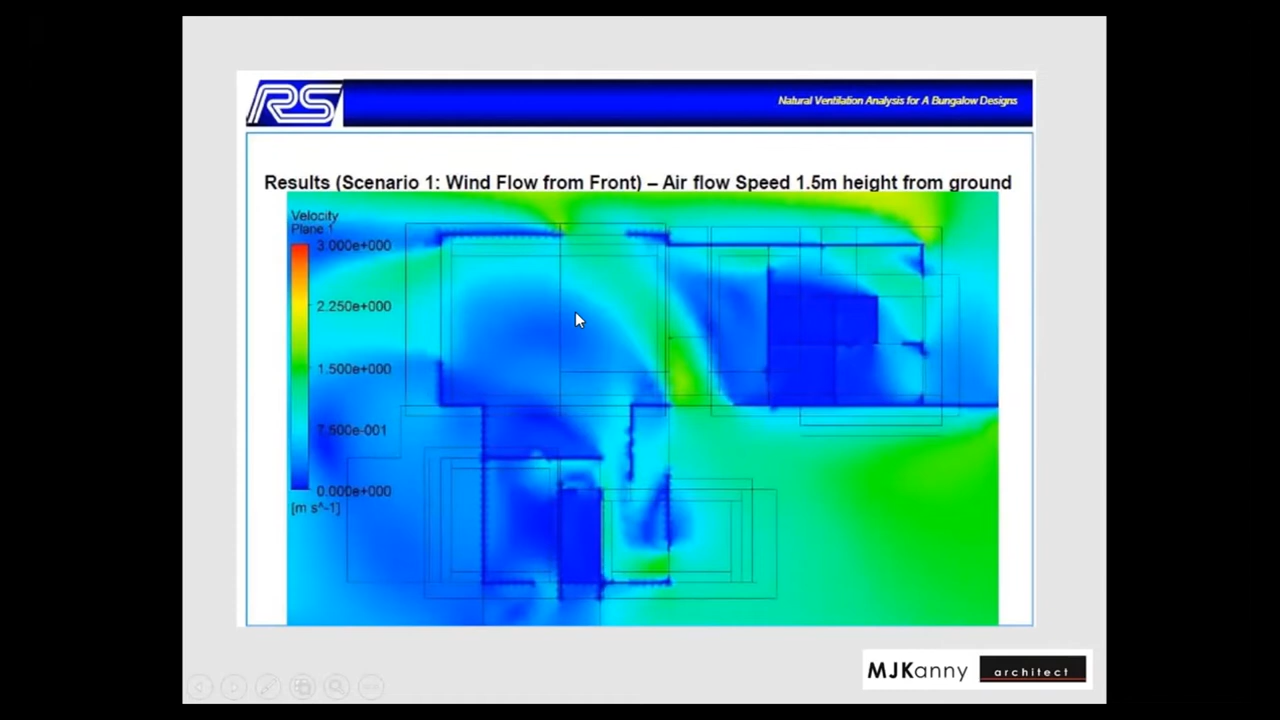 RS
Natural Ventilation Analysis for A Bungalow Designs
Results (Scenario 1: Wind Flow from Front) – Air flow Speed 1.5m height from ground
Velocity
Plane 1
3.000e+000
2.250e+000
1.500e+000
7.500e-001
0.000e+000
[m s^-1]
MJKanny architect